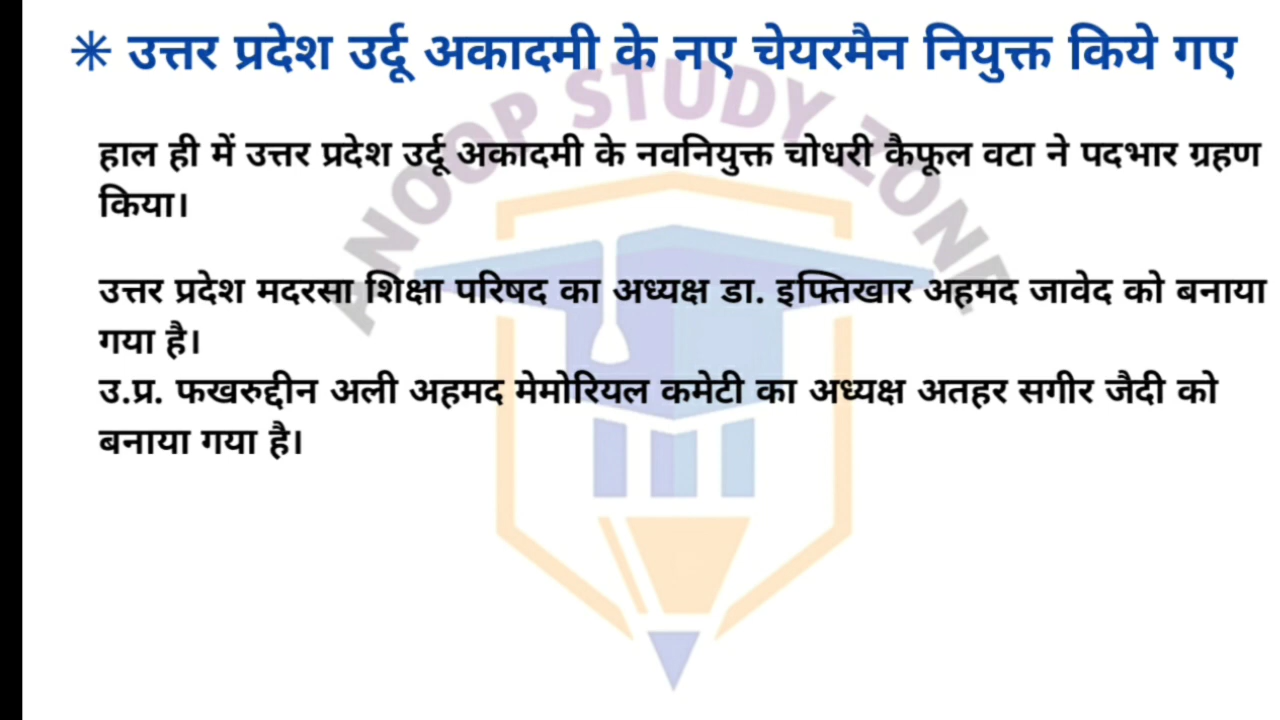 ✳ उत्तर प्रदेश उर्दू अकादमी के नए चेयरमैन नियुक्त किये गए
हाल ही में उत्तर प्रदेश उर्दू अकादमी के नवनियुक्त चोधरी कैफूल वटा ने पदभार ग्रहण
किया।
उत्तर प्रदेश मदरसा शिक्षा परिषद का अध्यक्ष डा. इफ्तिखार अहमद जावेद को बनाया
गया है।
उ.प्र. फखरुद्दीन अली अहमद मेमोरियल कमेटी का अध्यक्ष अतहर सगीर जैदी को
बनाया गया है।
ANOOP STUDY ZONE